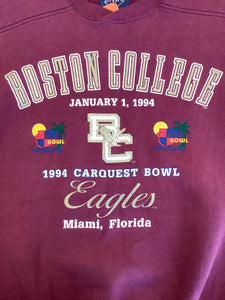 BOSTON COLLEGE
JANUARY 1, 1994
BC
BOWL
BOWL
1994 CARQUEST BOWL
Eagles
Miami, Florida